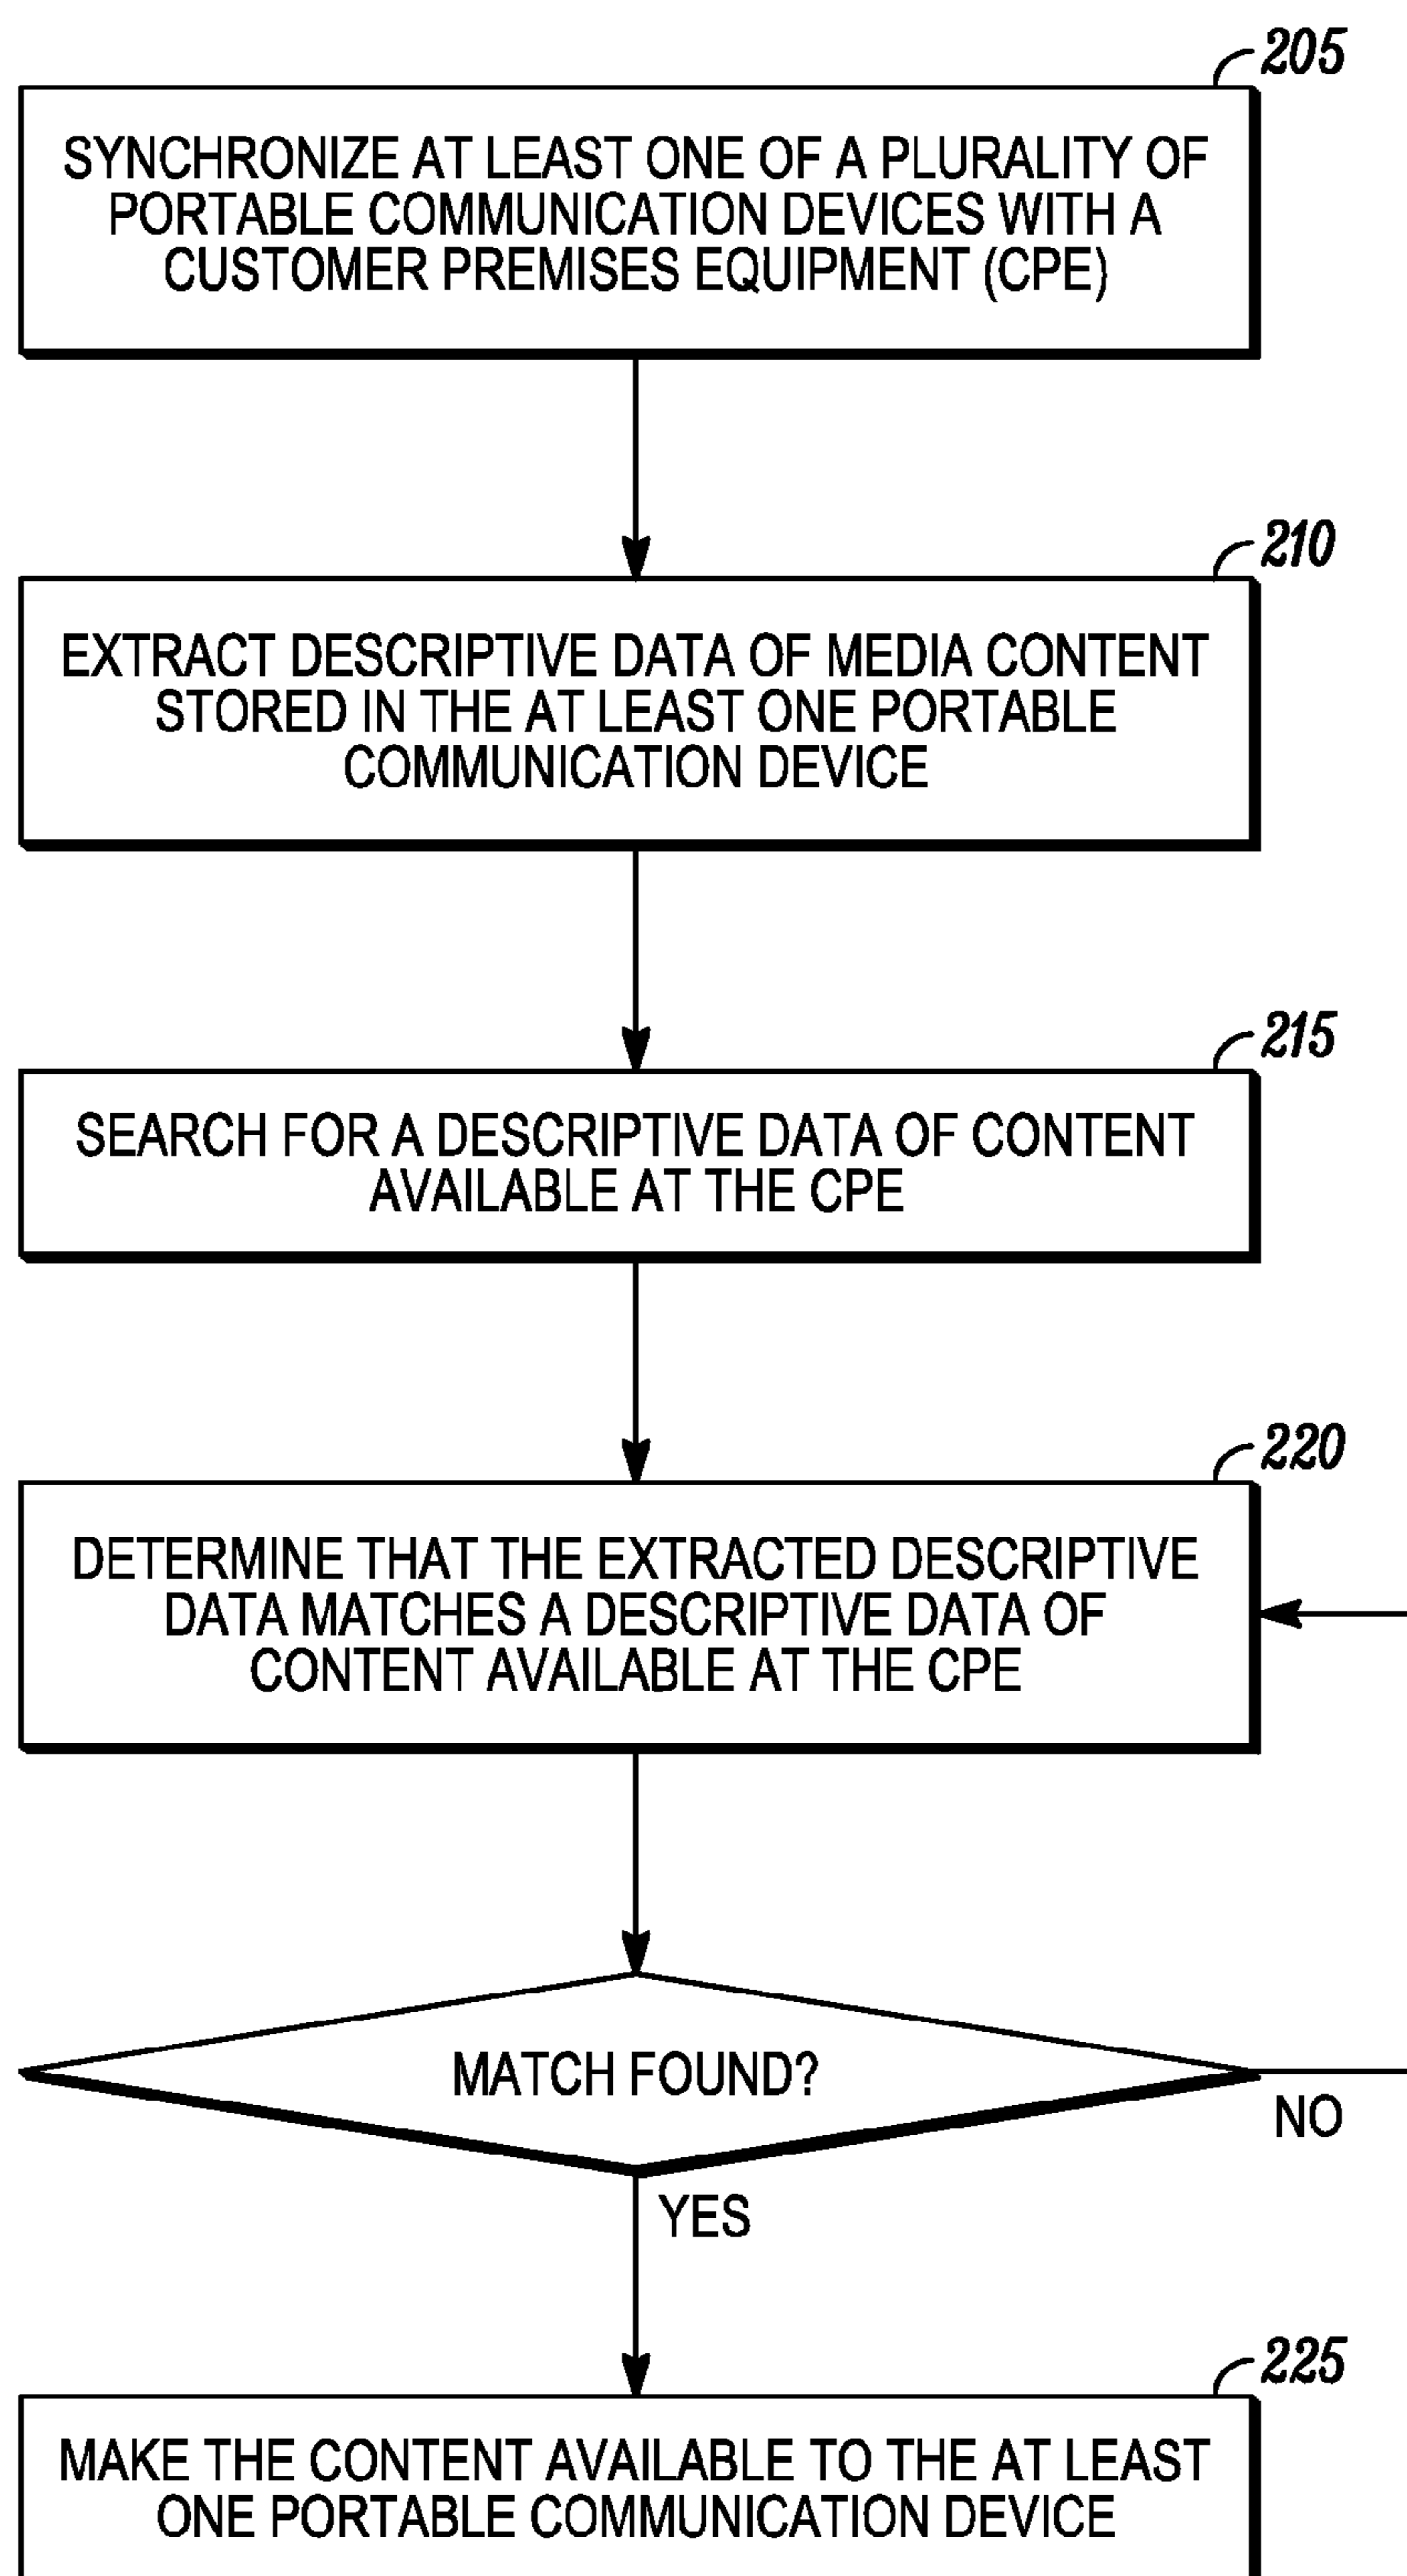 205
SYNCHRONIZE AT LEAST ONE OF A PLURALITY OF
PORTABLE COMMUNICATION DEVICES WITH A
CUSTOMER PREMISES EQUIPMENT (CPE)
210
EXTRACT DESCRIPTIVE DATA OF MEDIA CONTENT
STORED IN THE AT LEAST ONE PORTABLE
COMMUNICATION DEVICE
215
SEARCH FOR A DESCRIPTIVE DATA OF CONTENT
AVAILABLE AT THE CPE
220
DETERMINE THAT THE EXTRACTED DESCRIPTIVE
DATA MATCHES A DESCRIPTIVE DATA OF
CONTENT AVAILABLE AT THE CPE
MATCH FOUND?
NO
YES
225
MAKE THE CONTENT AVAILABLE TO THE AT LEAST
ONE PORTABLE COMMUNICATION DEVICE